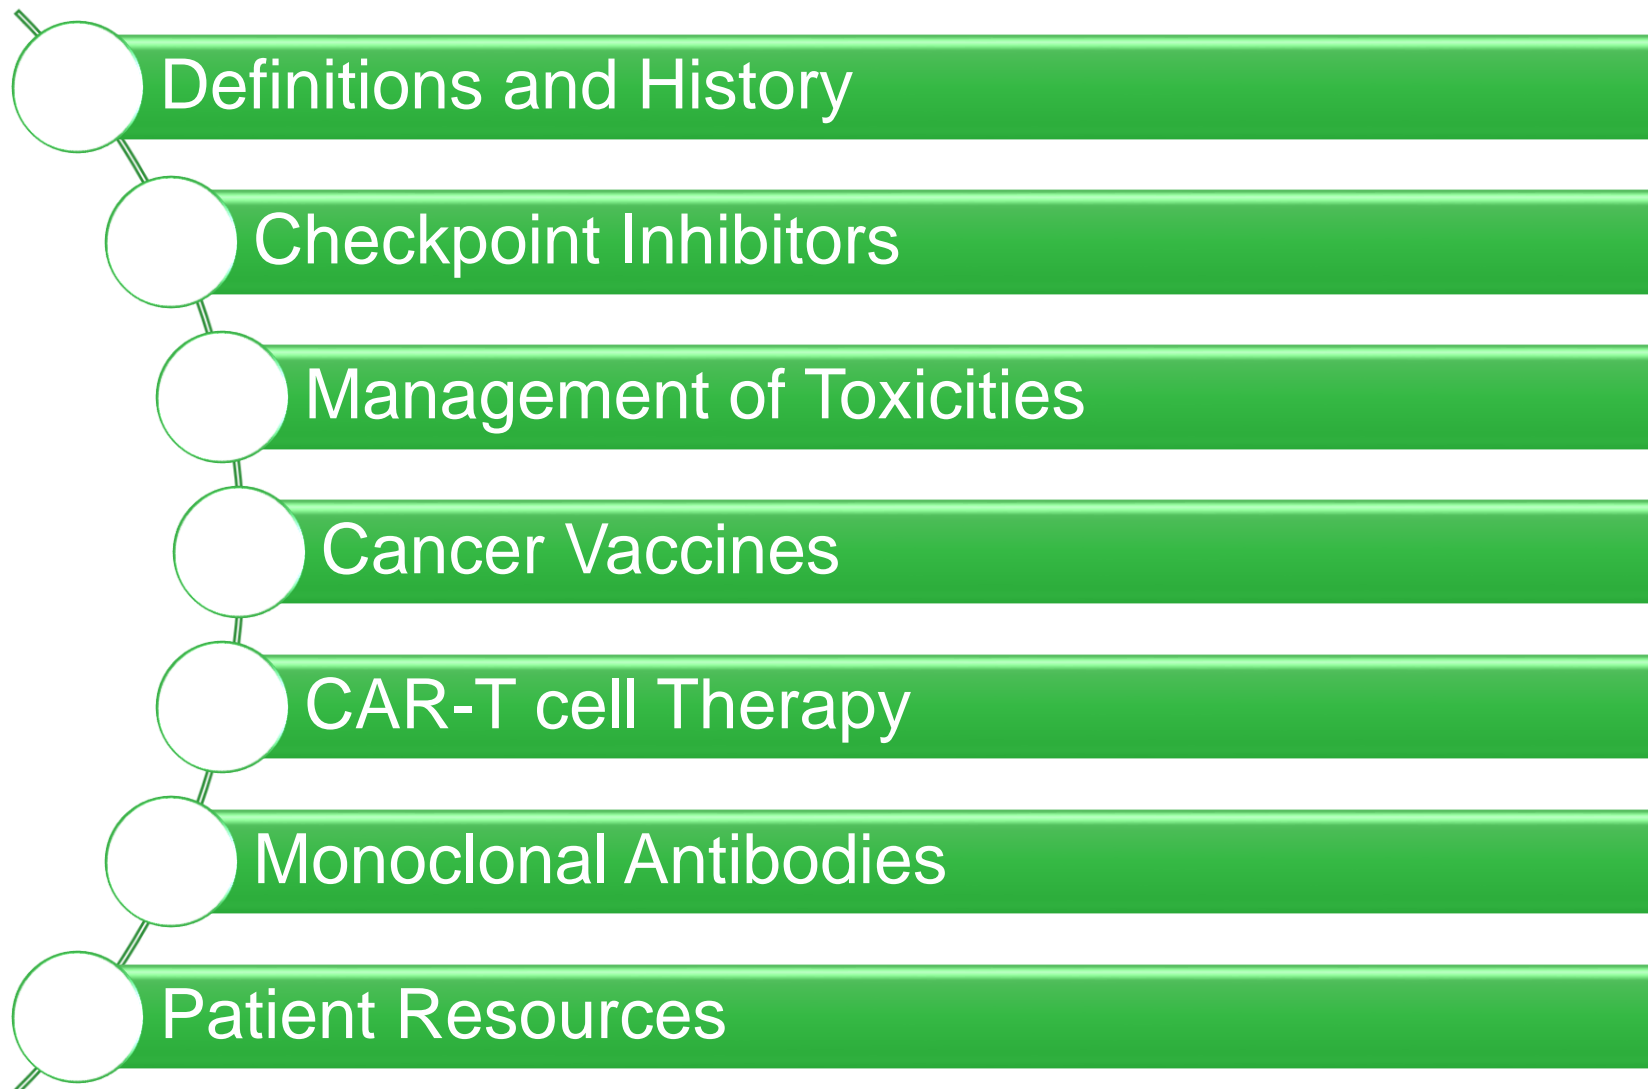 Definitions and History
Checkpoint Inhibitors
Management of Toxicities
Cancer Vaccines
CAR-T cell Therapy
Monoclonal Antibodies
Patient Resources